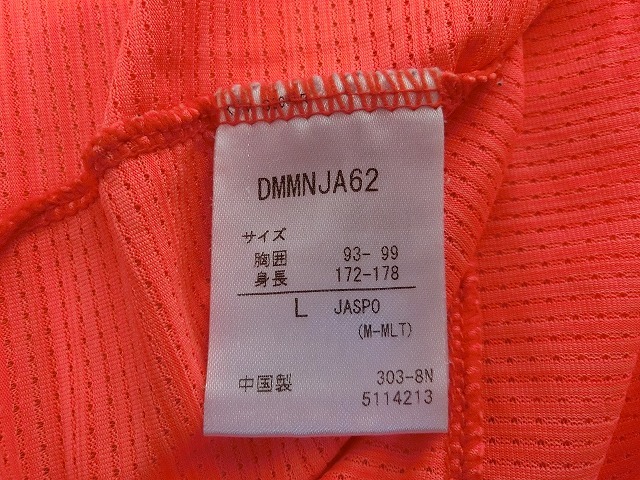 DMMNJA62
サイズ
胸囲 93- 99
身長 172-178
L JASPO
(M-MLT)
中国製 303-8N
5114213